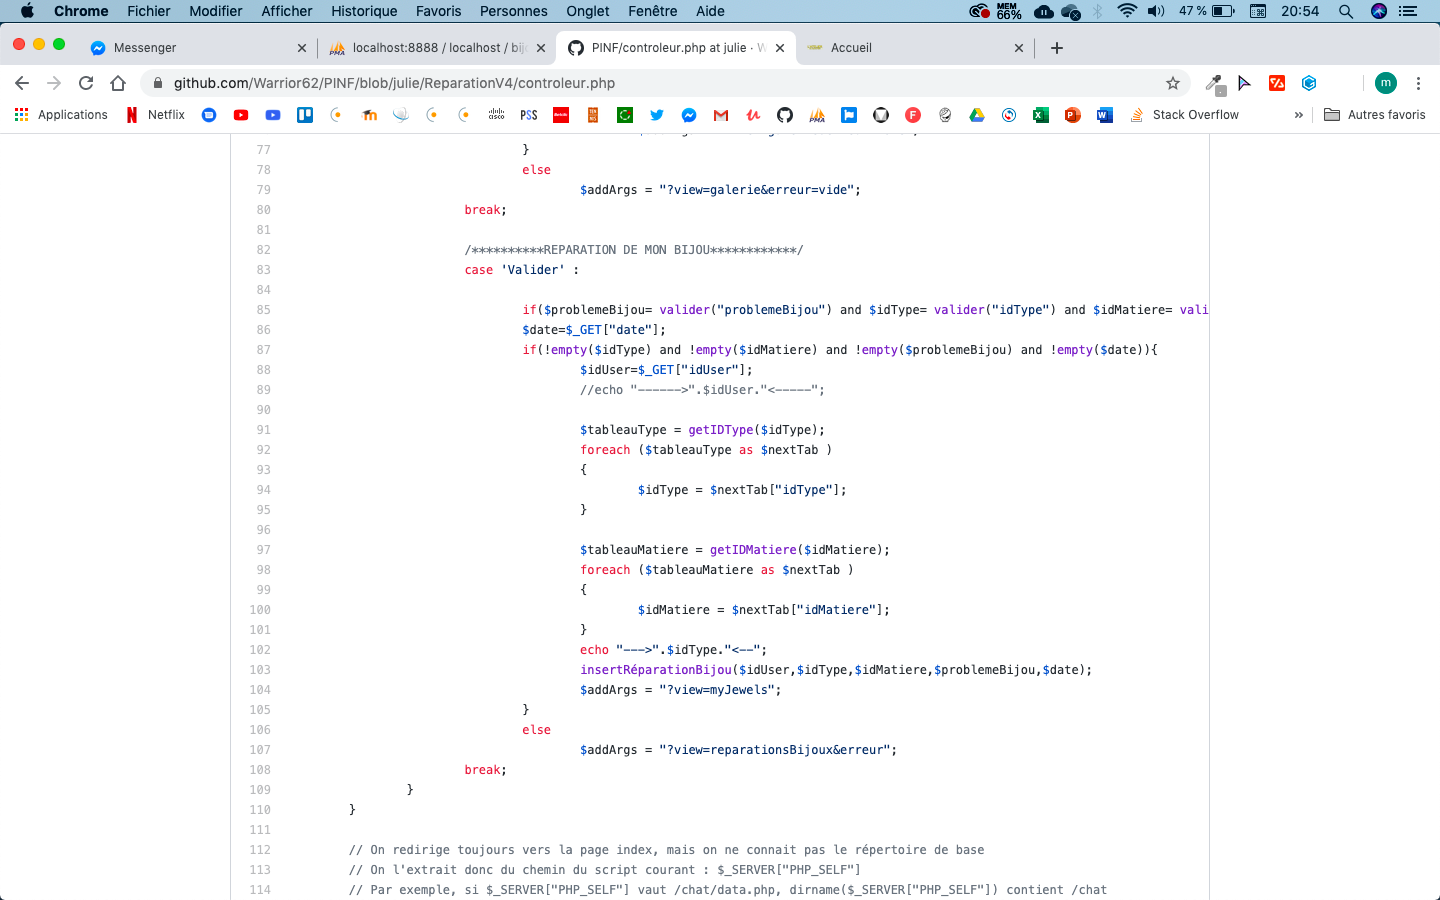 Chrome Fichier Modifier Afficher Historique Favoris Personnes Onglet Fenêtre Aide MEM 66% 47 % 20:54
Messenger localhost:8888 / localhost / bij PINF/controleur.php at julie · W Accueil
github.com/Warrior62/PINF/blob/julie/ReparationV4/controleur.php m
Applications Netflix PSS Stack Overflow » Autres favoris
77 }
78 else
79 $addArgs = "?view=galerie&erreur=vide";
80 break;
81
82 /**********REPARATION DE MON BIJOU************/
83 case 'Valider' :
84
85 if($problemeBijou= valider("problemeBijou") and $idType= valider("idType") and $idMatiere= vali
86 $date=$_GET["date"];
87 if(!empty($idType) and !empty($idMatiere) and !empty($problemeBijou) and !empty($date)){
88 $idUser=$_GET["idUser"];
89 //echo "------>".$idUser."<-----";
90
91 $tableauType = getIDType($idType);
92 foreach ($tableauType as $nextTab )
93 {
94 $idType = $nextTab["idType"];
95 }
96
97 $tableauMatiere = getIDMatiere($idMatiere);
98 foreach ($tableauMatiere as $nextTab )
99 {
100 $idMatiere = $nextTab["idMatiere"];
101 }
102 echo "--->".$idType."<--";
103 insertRéparationBijou($idUser,$idType,$idMatiere,$problemeBijou,$date);
104 $addArgs = "?view=myJewels";
105 }
106 else
107 $addArgs = "?view=reparationsBijoux&erreur";
108 break;
109 }
110 }
111
112 // On redirige toujours vers la page index, mais on ne connait pas le répertoire de base
113 // On l'extrait donc du chemin du script courant : $_SERVER["PHP_SELF"]
114 // Par exemple, si $_SERVER["PHP_SELF"] vaut /chat/data.php, dirname($_SERVER["PHP_SELF"]) contient /chat